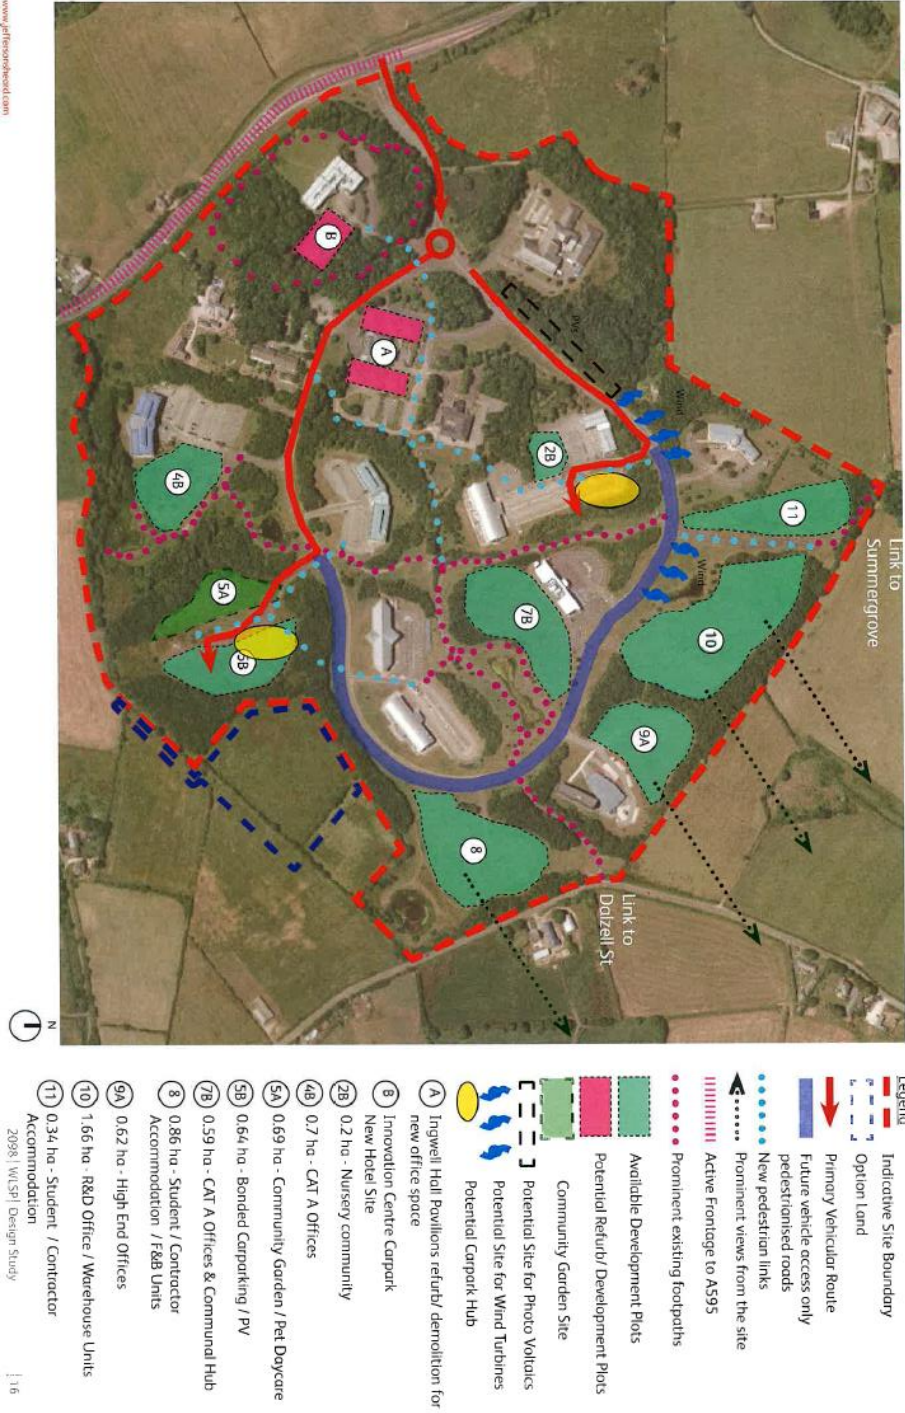 www.jeffersonsheard.com
B
A
PVs
Wind
2B
4B
11
Link to
Summergrove
5A
5B
7B
Wind
10
9A
8
Link to
Dalzell St
N
Legend
Indicative Site Boundary
Option Land
Primary Vehicular Route
Future vehicle access only
pedestrianised roads
New pedestrian links
Prominent views from the site
Active Frontage to A595
Prominent existing footpaths
Available Development Plots
Potential Refurb/ Development Plots
Community Garden Site
Potential Site for Photo Voltaics
Potential Site for Wind Turbines
Potential Carpark Hub
A Ingwell Hall Pavilions refurb/ demolition for
new office space
B Innovation Centre Carpark
New Hotel Site
2B 0.2 ha - Nursery community
4B 0.7 ha - CAT A Offices
5A 0.69 ha - Community Garden / Pet Daycare
5B 0.64 ha - Bonded Carparking / PV
7B 0.59 ha - CAT A Offices & Communal Hub
8 0.86 ha - Student / Contractor
Accommodation / F&B Units
9A 0.62 ha - High End Offices
10 1.66 ha - R&D Office / Warehouse Units
11 0.34 ha - Student / Contractor
Accommodation
2098 | WLSP | Design Study | 16